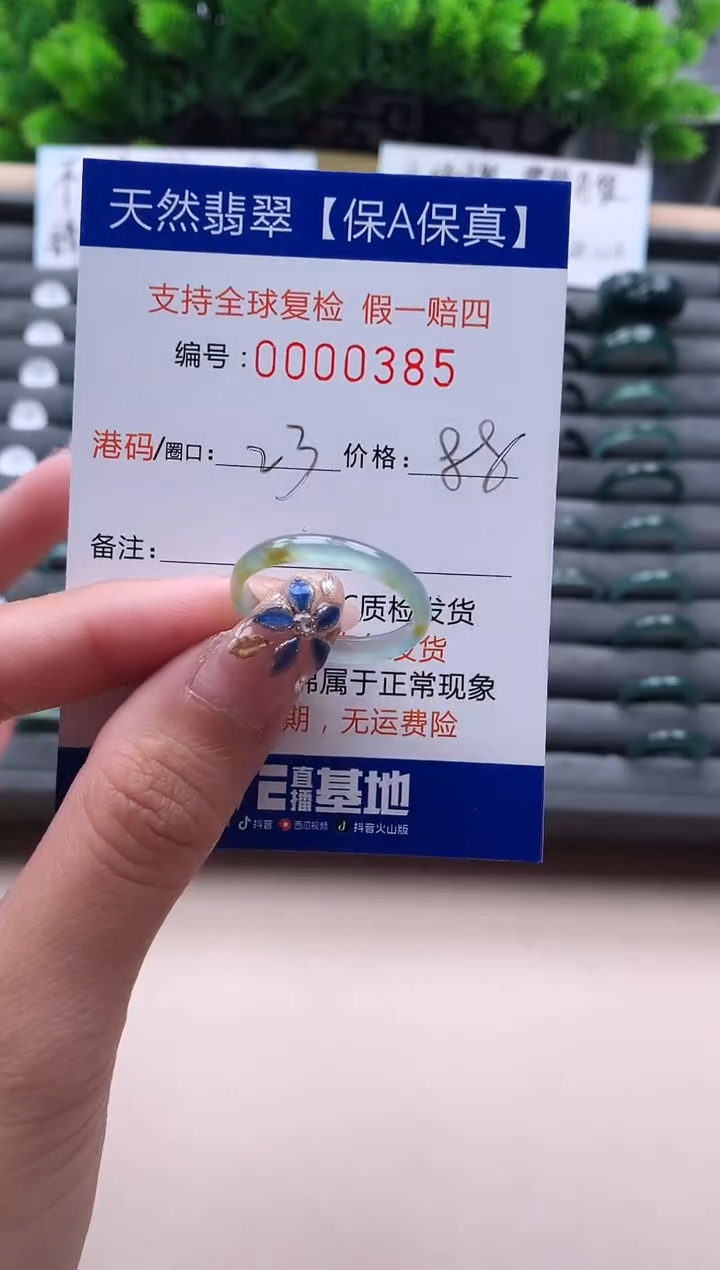 天然翡翠【保A保真】
支持全球复检 假一赔四
编号:0000385
港码/圈口: 23 价格: 88
备注:
质检发货
发货
属于正常现象
期，无运费险
直播基地
抖音 西瓜视频 抖音火山版